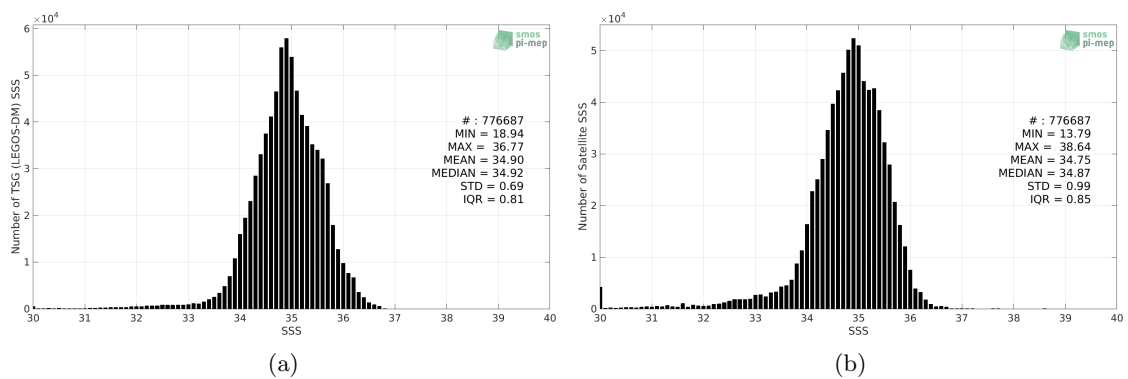 ×10⁴
Number of TSG (LEGOS-DM) SSS
6
5
4
3
2
1
0
smos
pi-mep
# : 776687
MIN = 18.94
MAX = 36.77
MEAN = 34.90
MEDIAN = 34.92
STD = 0.69
IQR = 0.81
30 31 32 33 34 35 36 37 38 39 40
SSS
(a)
×10⁴
Number of Satellite SSS
5
4
3
2
1
0
smos
pi-mep
# : 776687
MIN = 13.79
MAX = 38.64
MEAN = 34.75
MEDIAN = 34.87
STD = 0.99
IQR = 0.85
30 31 32 33 34 35 36 37 38 39 40
SSS
(b)